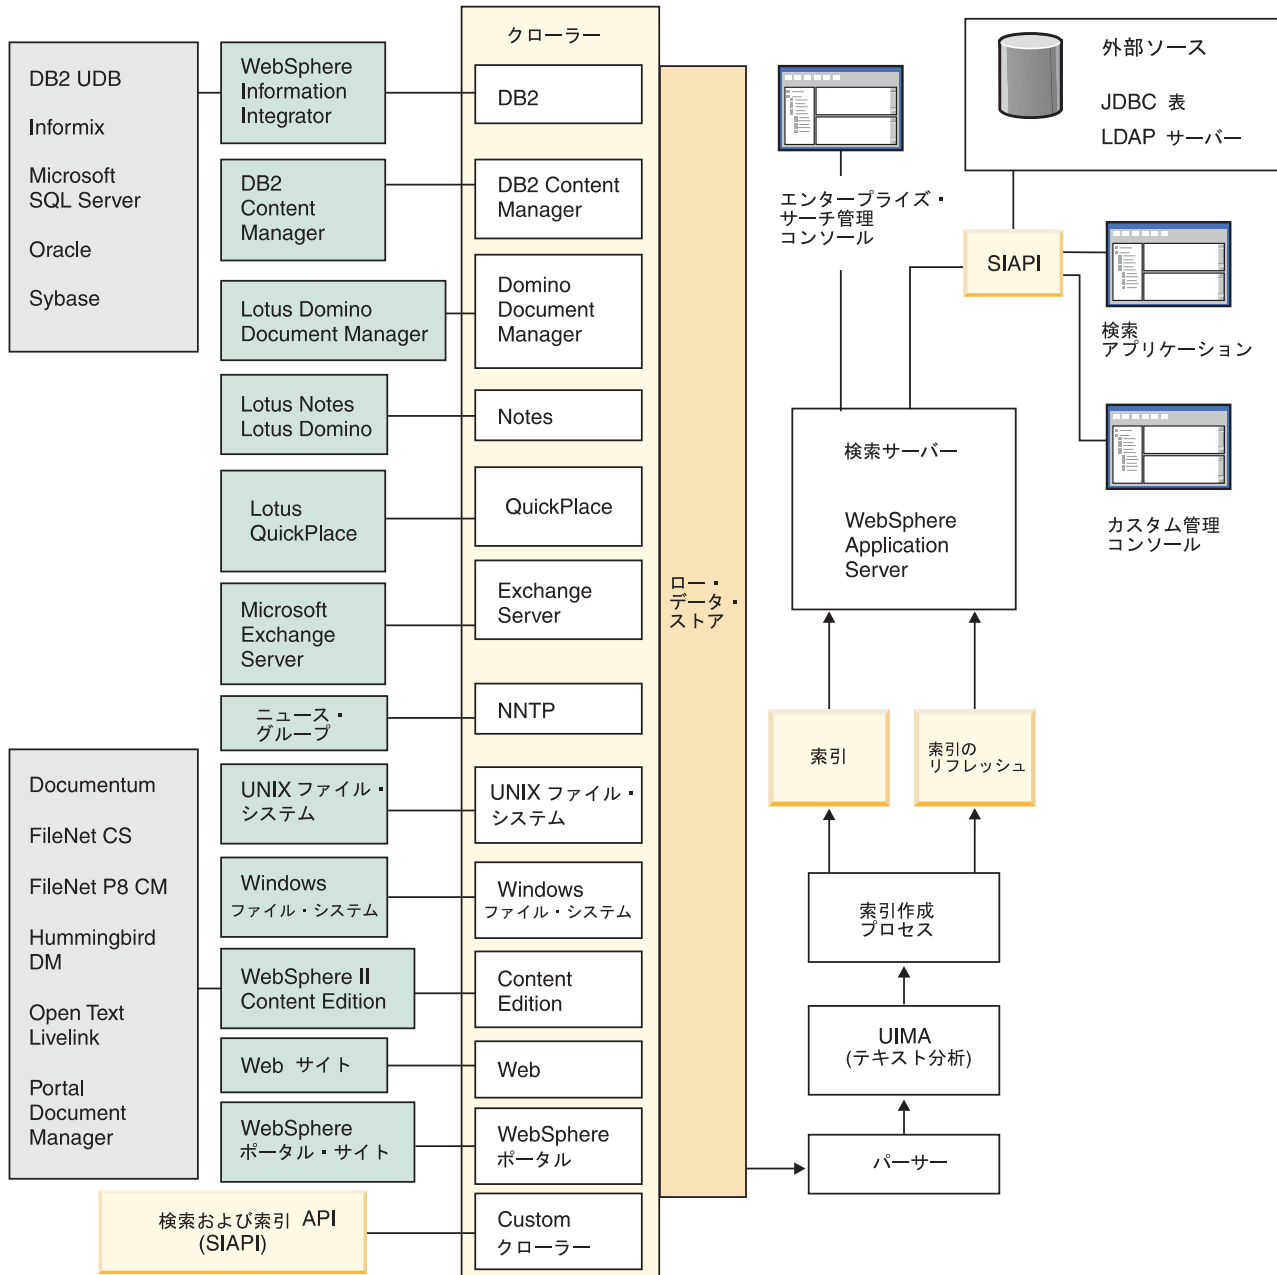 DB2 UDB
Informix
Microsoft
SQL Server
Oracle
Sybase
Documentum
FileNet CS
FileNet P8 CM
Hummingbird
DM
Open Text
Livelink
Portal
Document
Manager
WebSphere
Information
Integrator
DB2
Content
Manager
Lotus Domino
Document Manager
Lotus Notes
Lotus Domino
Lotus
QuickPlace
Microsoft
Exchange
Server
ニュース・
グループ
UNIX ファイル・
システム
Windows
ファイル・システム
WebSphere II
Content Edition
Web サイト
WebSphere
ポータル・サイト
検索および索引 API
(SIAPI)
クローラー
DB2
DB2 Content
Manager
Domino
Document
Manager
Notes
QuickPlace
Exchange
Server
NNTP
UNIX ファイル・
システム
Windows
ファイル・システム
Content
Edition
Web
WebSphere
ポータル
Custom
クローラー
ロー・
データ・
ストア
エンタープライズ・
サーチ管理
コンソール
外部ソース
JDBC 表
LDAP サーバー
SIAPI
検索
アプリケーション
カスタム管理
コンソール
検索サーバー
WebSphere
Application
Server
索引
索引の
リフレッシュ
索引作成
プロセス
UIMA
(テキスト分析)
パーサー